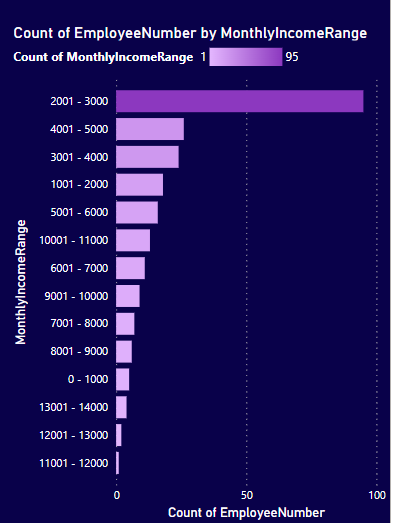 Count of EmployeeNumber by MonthlyIncomeRange
Count of MonthlyIncomeRange 1 95
MonthlyIncomeRange
2001 - 3000
4001 - 5000
3001 - 4000
1001 - 2000
5001 - 6000
10001 - 11000
6001 - 7000
9001 - 10000
7001 - 8000
8001 - 9000
0 - 1000
13001 - 14000
12001 - 13000
11001 - 12000
0 50 100
Count of EmployeeNumber